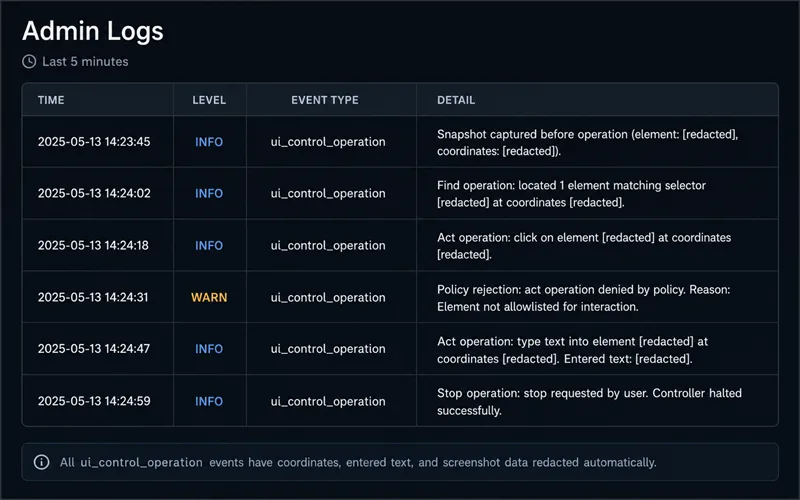 Admin Logs
Last 5 minutes
TIME LEVEL EVENT TYPE DETAIL
2025-05-13 14:23:45 INFO ui_control_operation Snapshot captured before operation (element: [redacted],
coordinates: [redacted]).
2025-05-13 14:24:02 INFO ui_control_operation Find operation: located 1 element matching selector
[redacted] at coordinates [redacted].
2025-05-13 14:24:18 INFO ui_control_operation Act operation: click on element [redacted] at coordinates
[redacted].
2025-05-13 14:24:31 WARN ui_control_operation Policy rejection: act operation denied by policy. Reason:
Element not allowlisted for interaction.
2025-05-13 14:24:47 INFO ui_control_operation Act operation: type text into element [redacted] at
coordinates [redacted]. Entered text: [redacted].
2025-05-13 14:24:59 INFO ui_control_operation Stop operation: stop requested by user. Controller halted
successfully.
All ui_control_operation events have coordinates, entered text, and screenshot data redacted automatically.